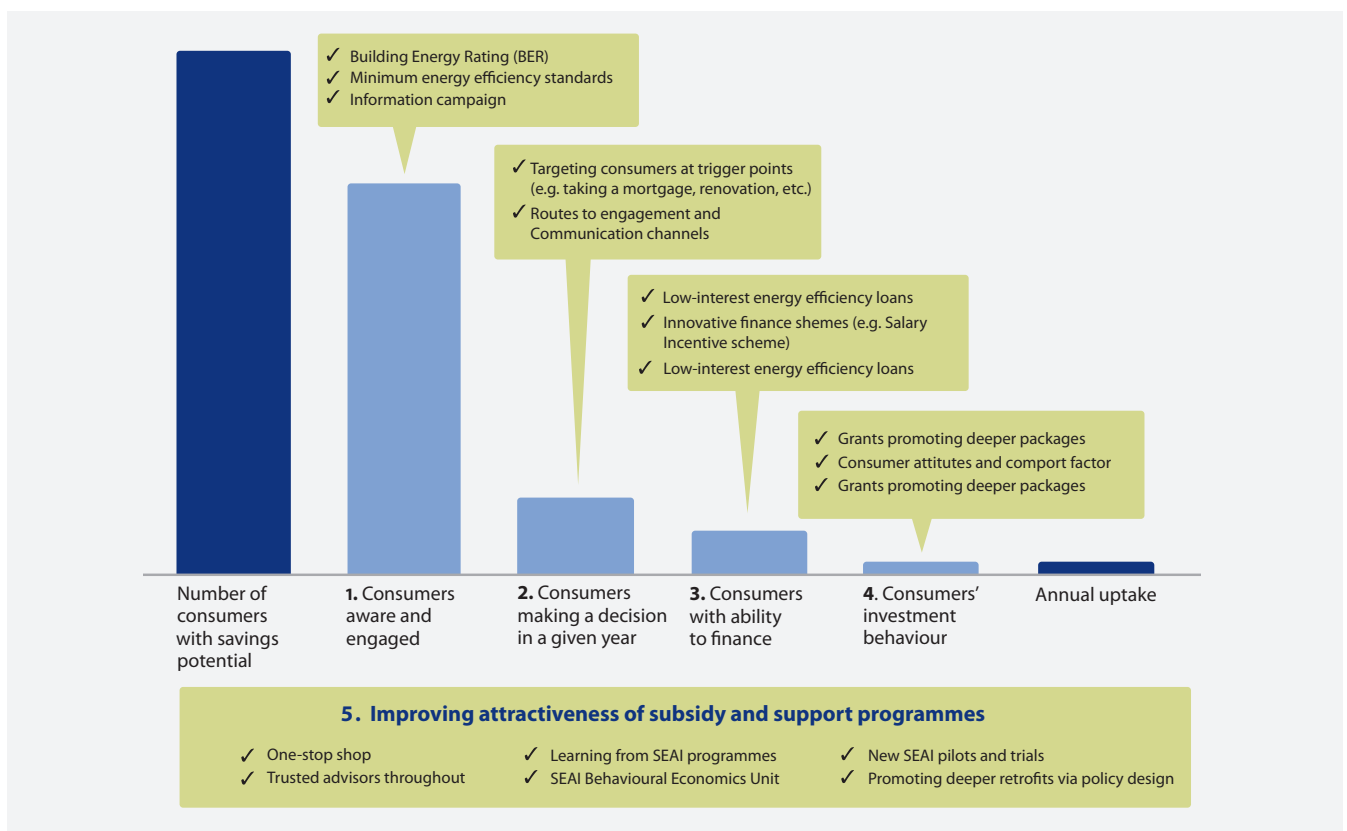 ✓ Building Energy Rating (BER)
✓ Minimum energy efficiency standards
✓ Information campaign
✓ Targeting consumers at trigger points
(e.g. taking a mortgage, renovation, etc.)
✓ Routes to engagement and
Communication channels
✓ Low-interest energy efficiency loans
✓ Innovative finance shemes (e.g. Salary
Incentive scheme)
✓ Low-interest energy efficiency loans
✓ Grants promoting deeper packages
✓ Consumer attitutes and comport factor
✓ Grants promoting deeper packages
Number of
consumers
with savings
potential
1. Consumers
aware and
engaged
2. Consumers
making a decision
in a given year
3. Consumers
with ability
to finance
4. Consumers'
investment
behaviour
Annual uptake
5. Improving attractiveness of subsidy and support programmes
✓ One-stop shop
✓ Trusted advisors throughout
✓ Learning from SEAI programmes
✓ SEAI Behavioural Economics Unit
✓ New SEAI pilots and trials
✓ Promoting deeper retrofits via policy design